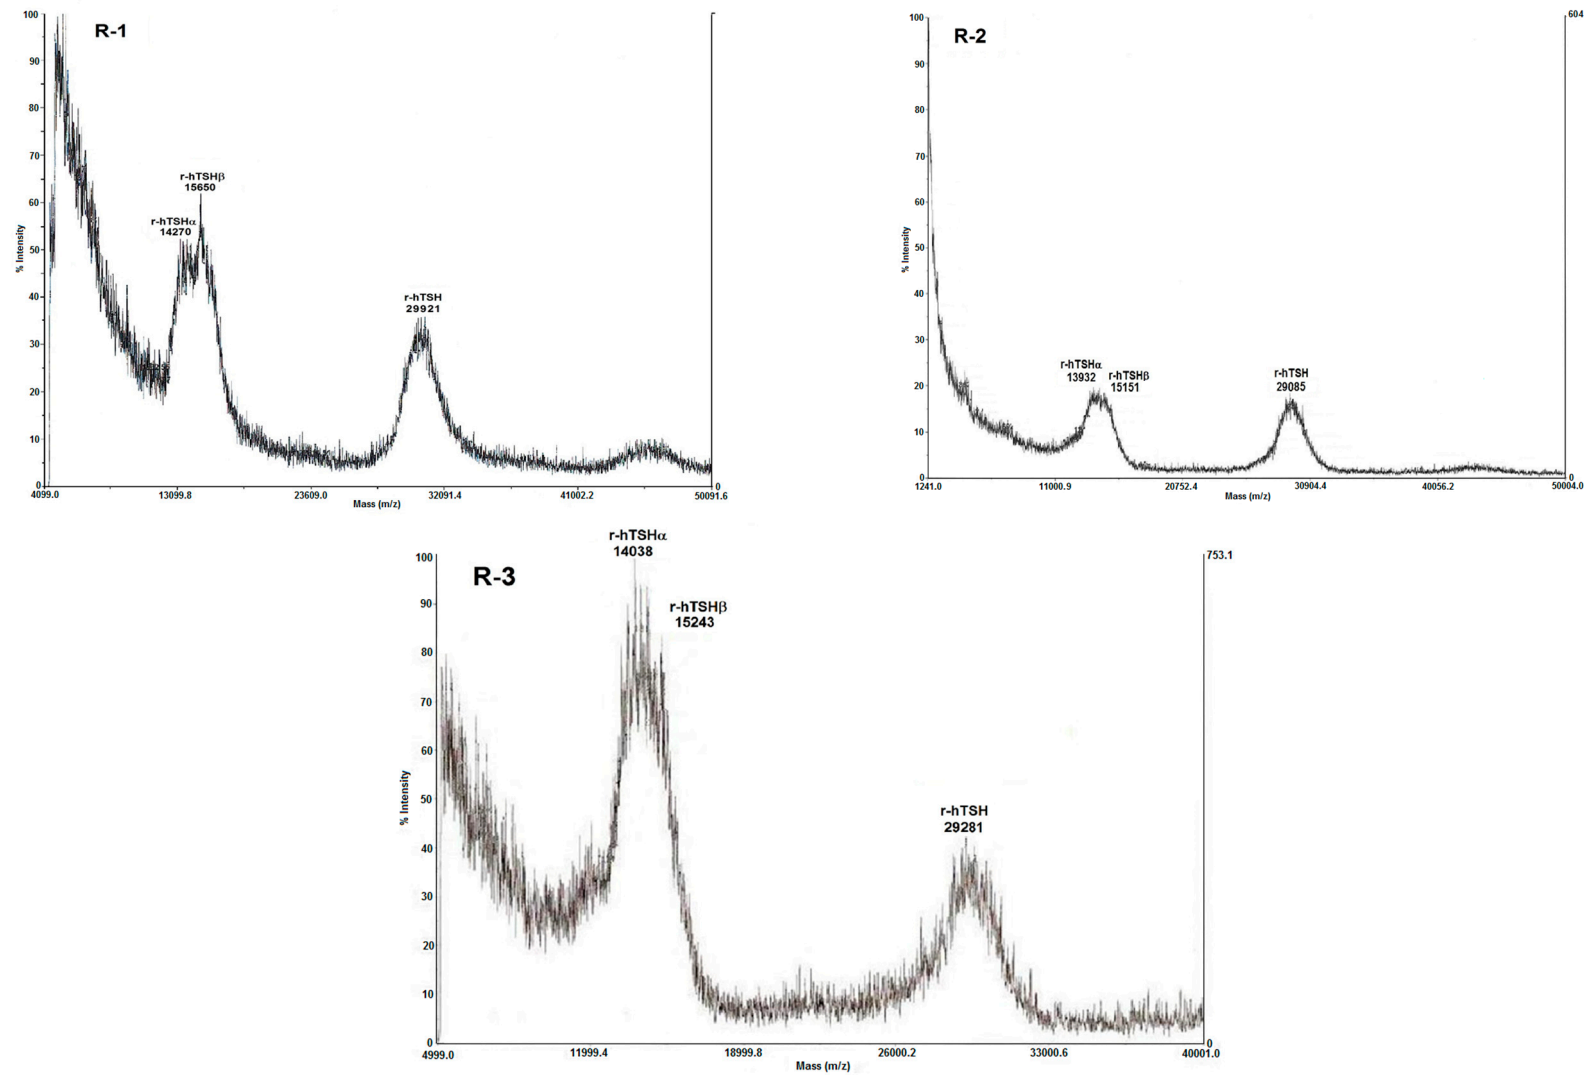 R-1
100
90
80
70
60
50
40
30
20
10
0
% Intensity
r-hTSHα
14270
r-hTSHβ
15650
r-hTSH
29921
0
4099.0 13099.8 23609.0 32091.4 41002.2 50091.6
Mass (m/z)
R-2
604
100
90
80
70
60
50
40
30
20
10
0
% Intensity
r-hTSHα
13932
r-hTSHβ
15151
r-hTSH
29085
0
1241.0 11000.9 20752.4 30904.4 40056.2 50004.0
Mass (m/z)
R-3
753.1
100
90
80
70
60
50
40
30
20
10
0
% Intensity
r-hTSHα
14038
r-hTSHβ
15243
r-hTSH
29281
0
4999.0 11999.4 18999.8 26000.2 33000.6 40001.0
Mass (m/z)